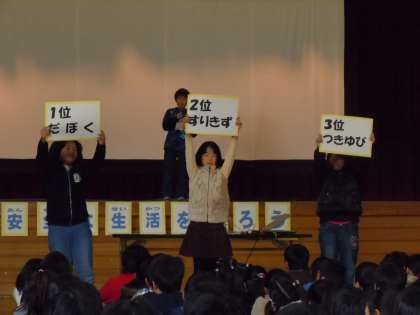 1位
だぼく
2位
すりきず
3位
つきゆび
安
生
活
を
ろ
え